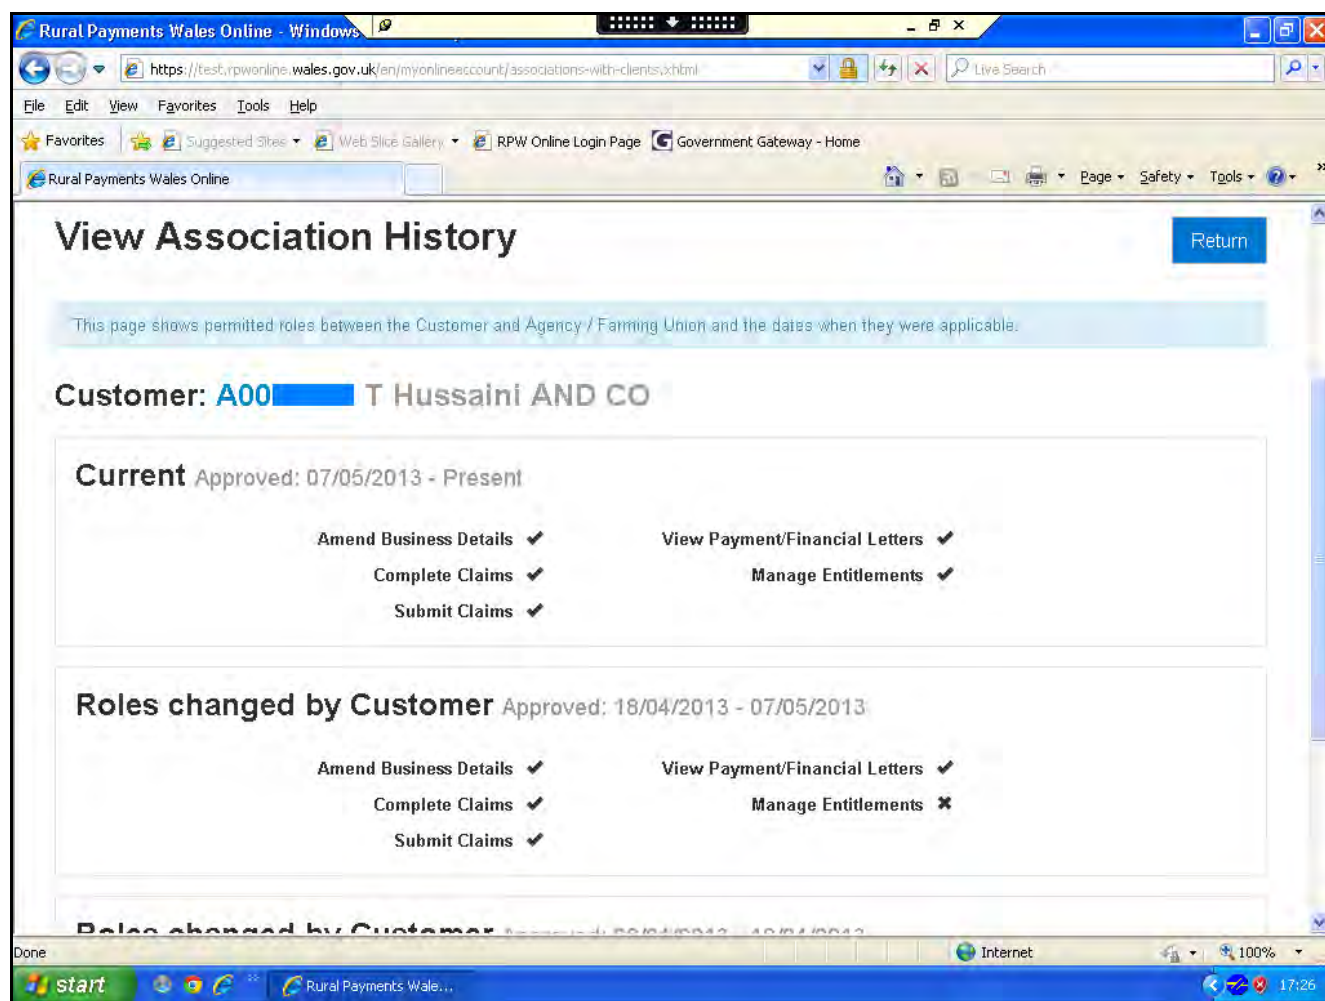 Rural Payments Wales Online - Windows
https://test.rpwonline.wales.gov.uk/en/myonlineaccount/associations-with-clients.xhtml
Live Search
File Edit View Favorites Tools Help
Favorites Suggested Sites Web Slice Gallery RPW Online Login Page Government Gateway - Home
Rural Payments Wales Online Page Safety Tools
View Association History
Return
This page shows permitted roles between the Customer and Agency / Farming Union and the dates when they were applicable.
Customer: A00 T Hussaini AND CO
Current Approved: 07/05/2013 - Present
Amend Business Details ✔ View Payment/Financial Letters ✔
Complete Claims ✔ Manage Entitlements ✔
Submit Claims ✔
Roles changed by Customer Approved: 18/04/2013 - 07/05/2013
Amend Business Details ✔ View Payment/Financial Letters ✔
Complete Claims ✔ Manage Entitlements ✖
Submit Claims ✔
Roles changed by Customer
Done Internet 100%
start Rural Payments Wale... 17:26